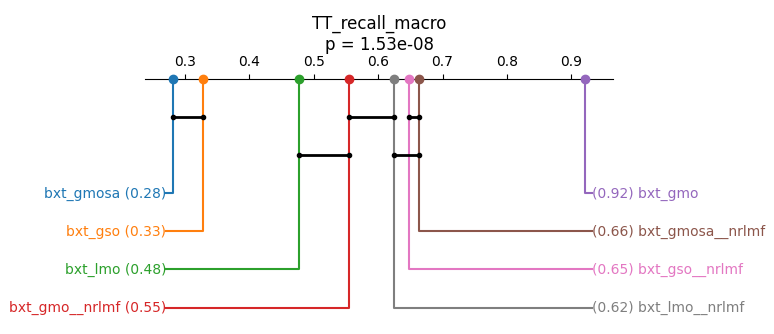 TT_recall_macro
p = 1.53e-08
0.3 0.4 0.5 0.6 0.7 0.8 0.9
bxt_gmosa (0.28) (0.92) bxt_gmo
bxt_gso (0.33) (0.66) bxt_gmosa__nrlmf
bxt_lmo (0.48) (0.65) bxt_gso__nrlmf
bxt_gmo__nrlmf (0.55) (0.62) bxt_lmo__nrlmf